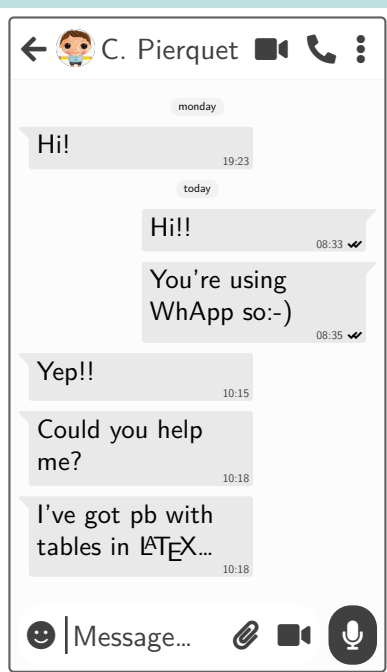 C. Pierquet
monday
Hi!
19:23
today
Hi!!
08:33
You're using
WhApp so:-)
08:35
Yep!!
10:15
Could you help
me?
10:18
I've got pb with
tables in LATEX...
10:18
Message...